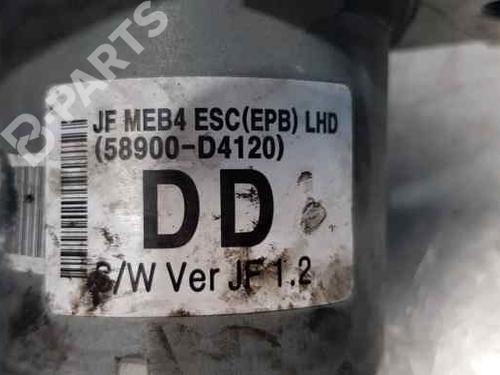 B-PARTS
JF MEB4 ESC(EPB) LHD
(58900-D4120)
DD
S/W Ver JF 1.2